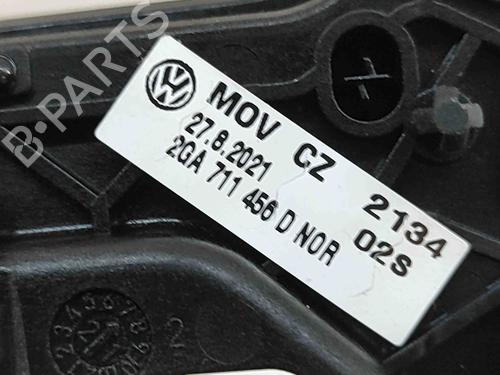 MOV CZ 2134
27.8.2021 02S
2GA 711 456 D NOR
B-PARTS